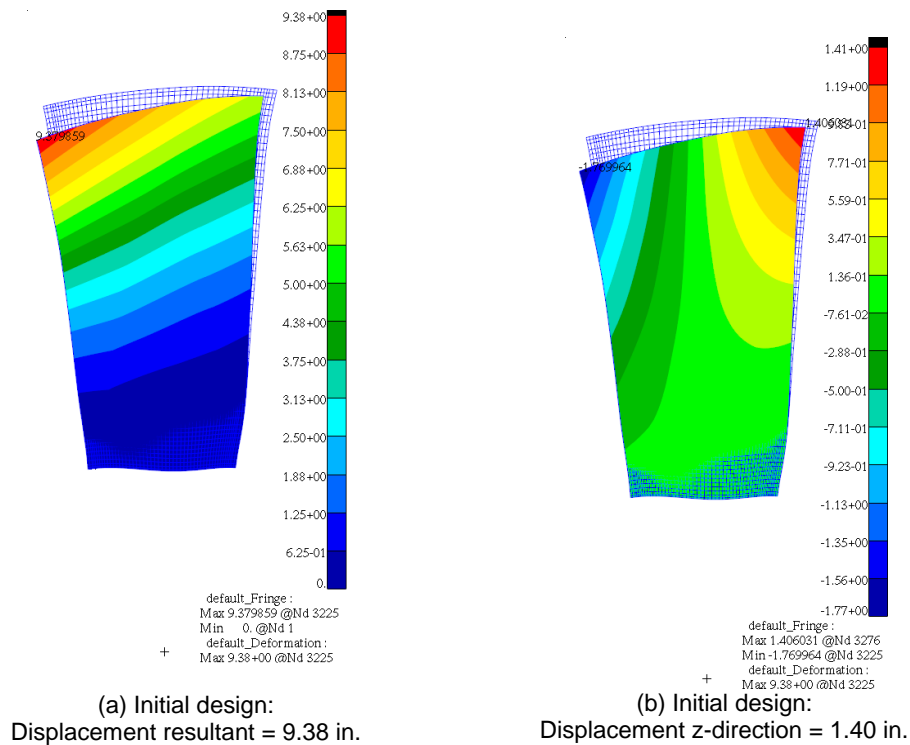 9.38+00
8.75+00
8.13+00
7.50+00
6.88+00
6.25+00
5.63+00
5.00+00
4.38+00
3.75+00
3.13+00
2.50+00
1.88+00
1.25+00
6.25-01
0.
9.379859
default_Fringe :
Max 9.379859 @Nd 3225
Min 0. @Nd 1
default_Deformation :
Max 9.38+00 @Nd 3225
(a) Initial design:
Displacement resultant = 9.38 in.
1.41+00
1.19+00
7.71-01
5.59-01
3.47-01
1.36-01
-7.61-02
-2.88-01
-5.00-01
-7.11-01
-9.23-01
-1.13+00
-1.35+00
-1.56+00
-1.77+00
-1.769964
default_Fringe :
Max 1.406031 @Nd 3276
Min -1.769964 @Nd 3225
default_Deformation :
Max 9.38+00 @Nd 3225
(b) Initial design:
Displacement z-direction = 1.40 in.